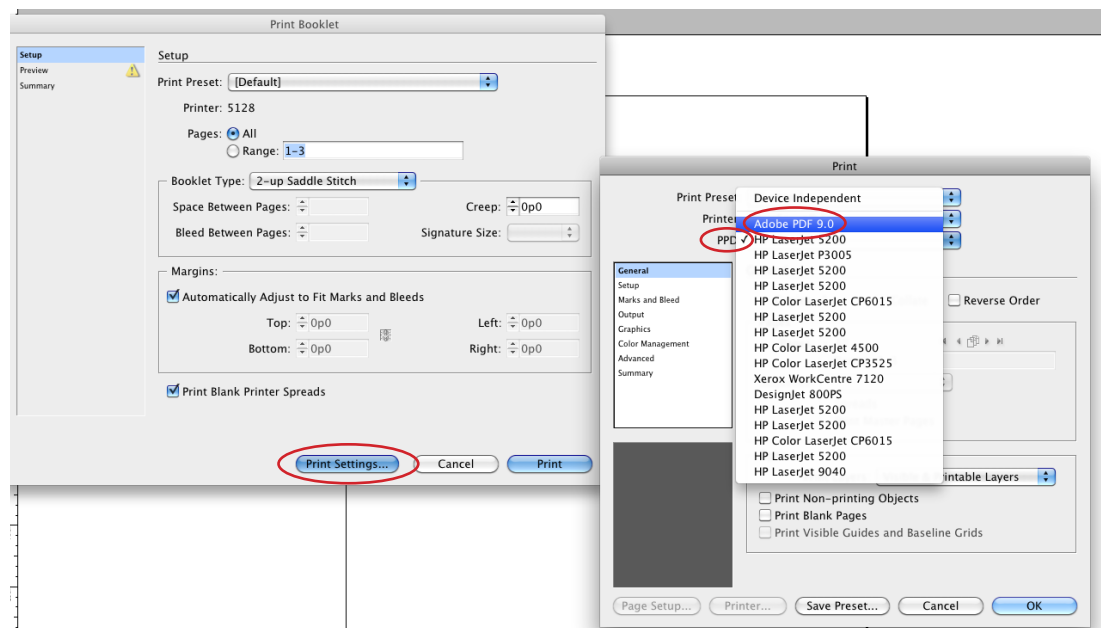 Print Booklet
Setup
Preview
Summary
Setup
Print Preset: [Default]
Printer: 5128
Pages: All
Range: 1-3
Booklet Type: 2-up Saddle Stitch
Space Between Pages:
Creep: 0p0
Bleed Between Pages:
Signature Size:
Margins:
Automatically Adjust to Fit Marks and Bleeds
Top: 0p0
Left: 0p0
Bottom: 0p0
Right: 0p0
Print Blank Printer Spreads
Print Settings... Cancel Print
Print
Print Preset
Printer
PPD
Device Independent
Adobe PDF 9.0
✓ HP LaserJet 5200
HP LaserJet P3005
HP LaserJet 5200
HP LaserJet 5200
HP Color LaserJet CP6015
HP LaserJet 5200
HP LaserJet 5200
HP Color LaserJet 4500
HP Color LaserJet CP3525
Xerox WorkCentre 7120
DesignJet 800PS
HP LaserJet 5200
HP LaserJet 5200
HP Color LaserJet CP6015
HP LaserJet 5200
HP LaserJet 9040
General
Setup
Marks and Bleed
Output
Graphics
Color Management
Advanced
Summary
Reverse Order
intable Layers
Print Non-printing Objects
Print Blank Pages
Print Visible Guides and Baseline Grids
Page Setup... Printer... Save Preset... Cancel OK